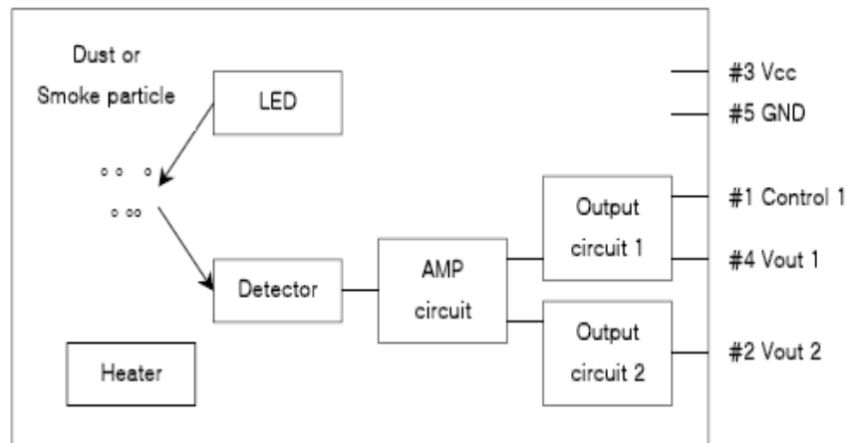 Dust or
Smoke particle
LED
#3 Vcc
#5 GND
Output
circuit 1
#1 Control 1
#4 Vout 1
Detector
AMP
circuit
Output
circuit 2
#2 Vout 2
Heater